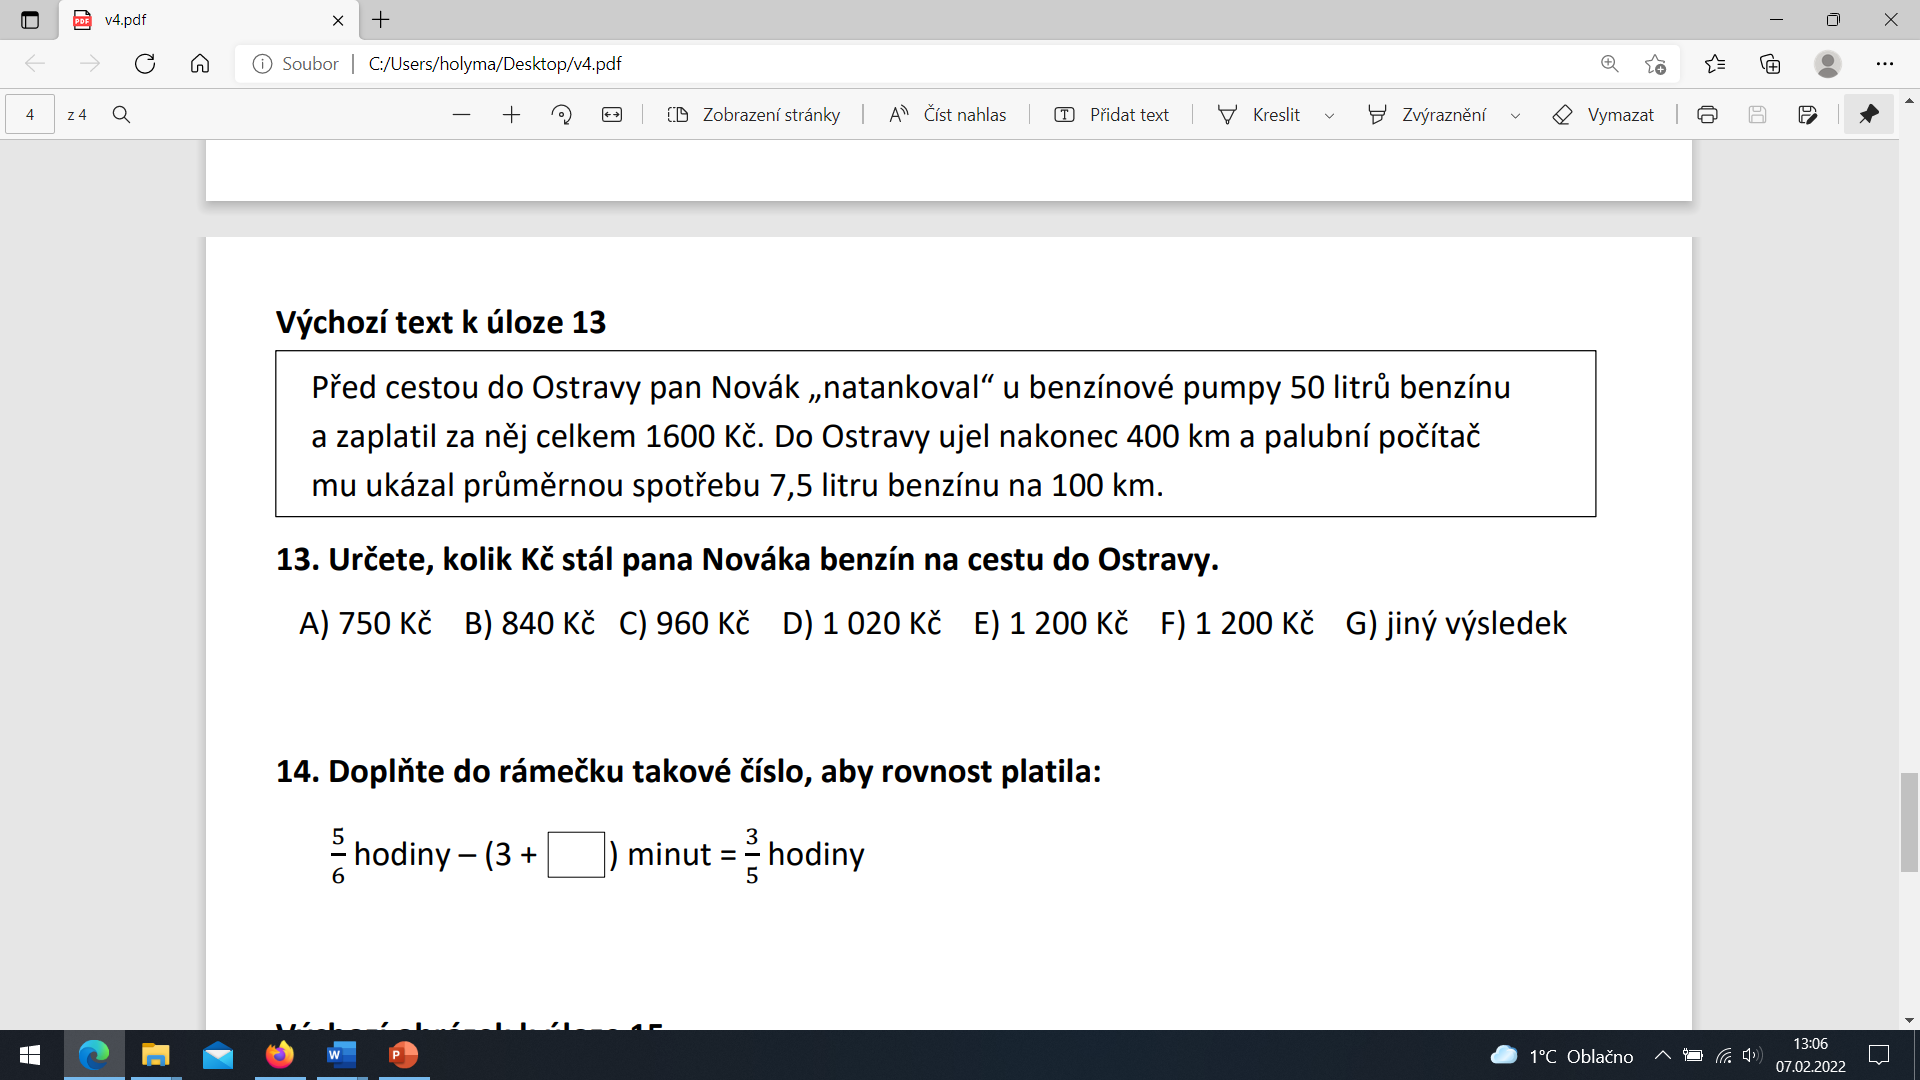 v4.pdf
Soubor C:/Users/holyma/Desktop/v4.pdf
4 z 4 Zobrazení stránky Číst nahlas Přidat text Kreslit Zvýraznění Vymazat
Výchozí text k úloze 13
Před cestou do Ostravy pan Novák „natankoval“ u benzínové pumpy 50 litrů benzínu
a zaplatil za něj celkem 1600 Kč. Do Ostravy ujel nakonec 400 km a palubní počítač
mu ukázal průměrnou spotřebu 7,5 litru benzínu na 100 km.
13. Určete, kolik Kč stál pana Nováka benzín na cestu do Ostravy.
A) 750 Kč B) 840 Kč C) 960 Kč D) 1 020 Kč E) 1 200 Kč F) 1 200 Kč G) jiný výsledek
14. Doplňte do rámečku takové číslo, aby rovnost platila:
5/6 hodiny – (3 + ) minut = 3/5 hodiny
Výchozí obrázek k úloze 15
1°C Oblačno 13:06
07.02.2022